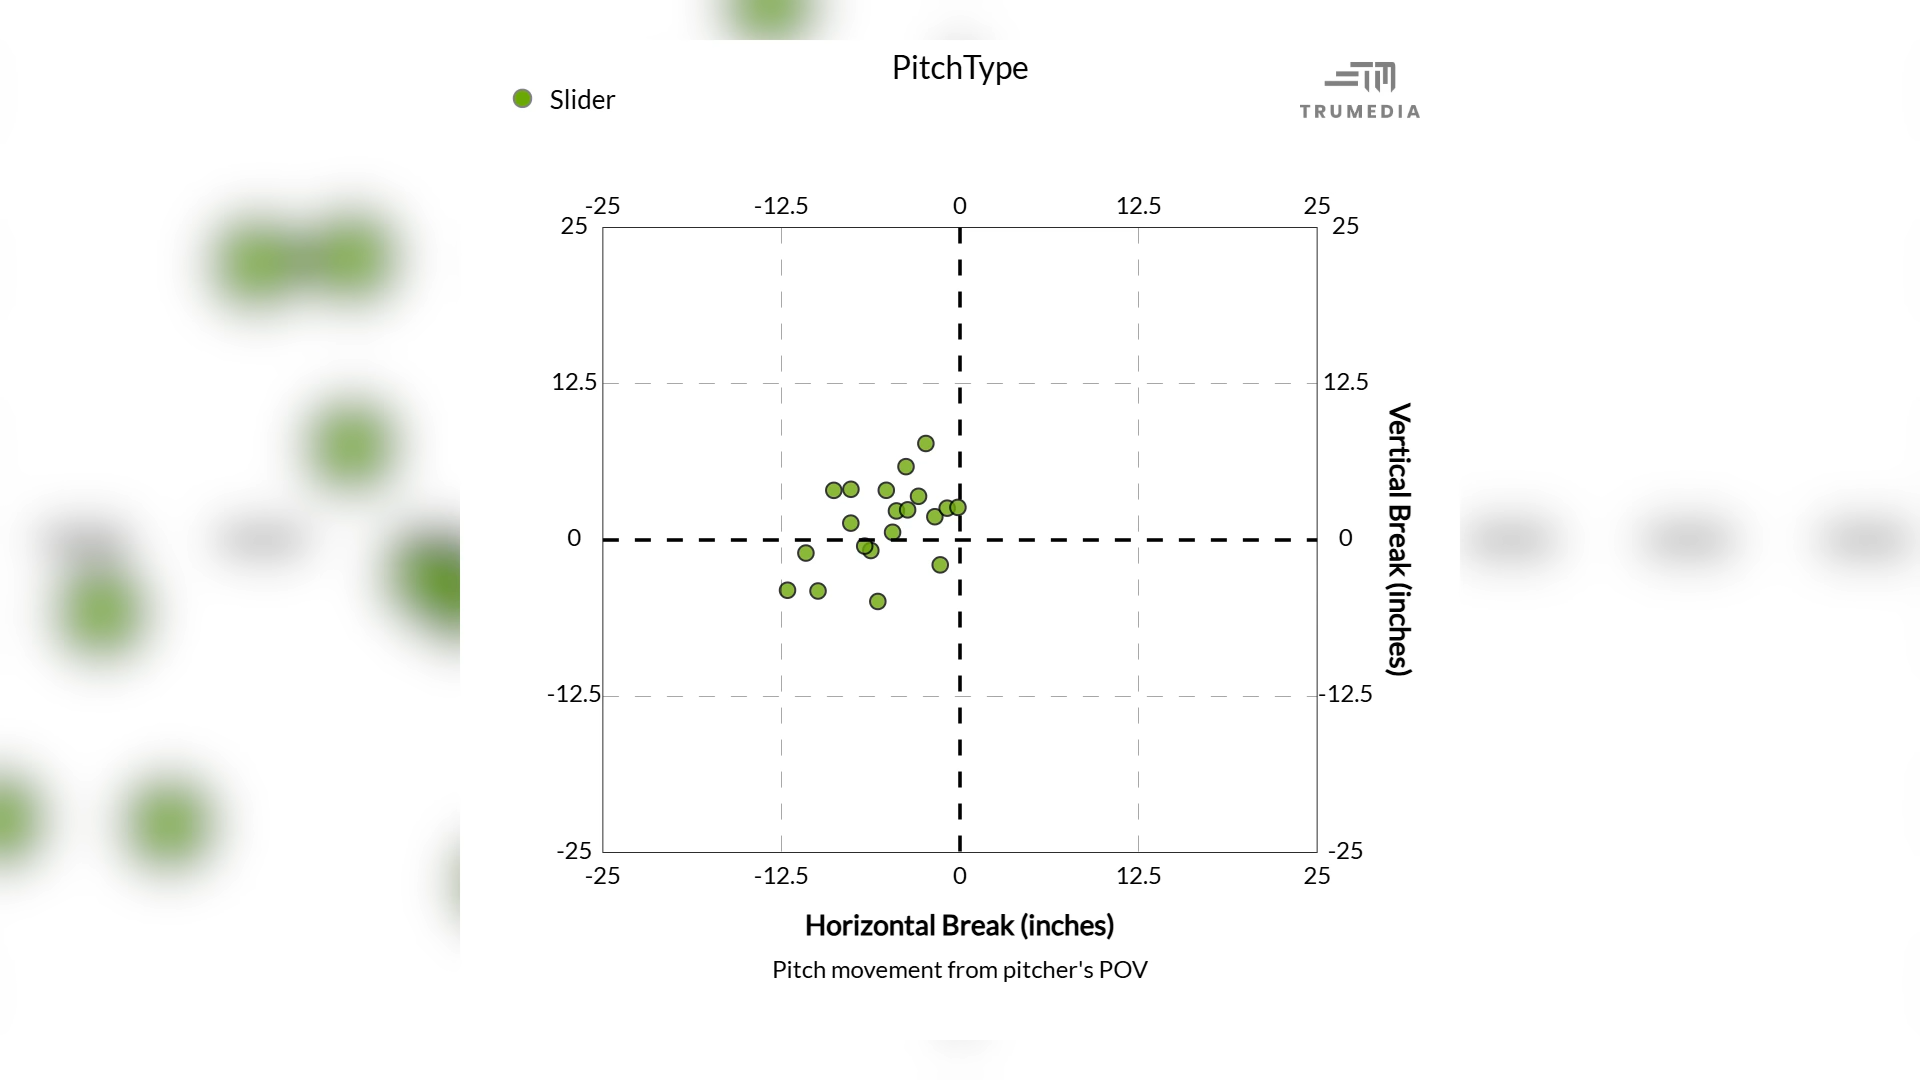 PitchType
Slider
TRUMEDIA
-25 -12.5 0 12.5 25
25 25
12.5 12.5
0 0
-12.5 -12.5
-25 -25
-25 -12.5 0 12.5 25
Vertical Break (inches)
Horizontal Break (inches)
Pitch movement from pitcher's POV